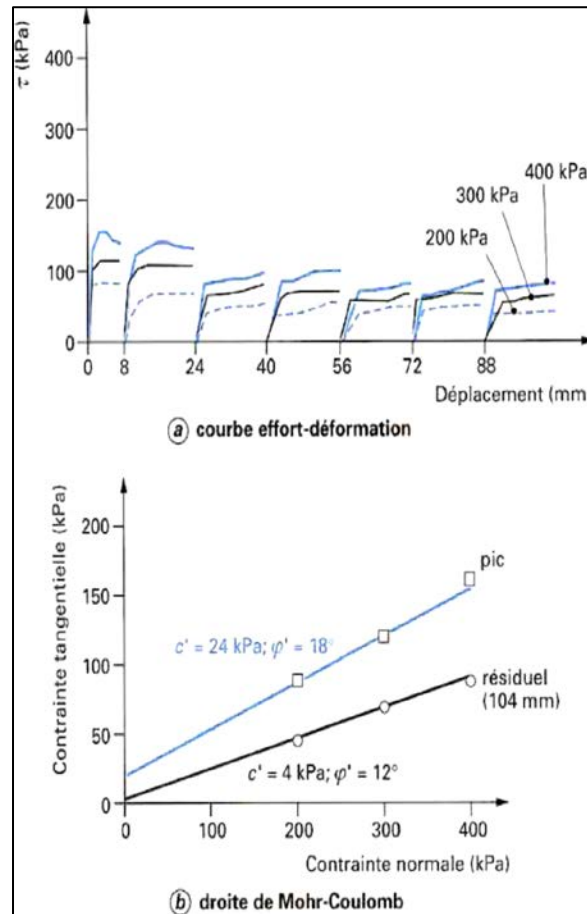 τ (kPa)
400
300
200
100
0
400 kPa
300 kPa
200 kPa
0 8 24 40 56 72 88
Déplacement (mm
a courbe effort-déformation
Contrainte tangentielle (kPa)
200
150
100
50
0
pic
c' = 24 kPa; φ' = 18°
résiduel
(104 mm)
c' = 4 kPa; φ' = 12°
0 100 200 300 400
Contrainte normale (kPa)
b droite de Mohr-Coulomb